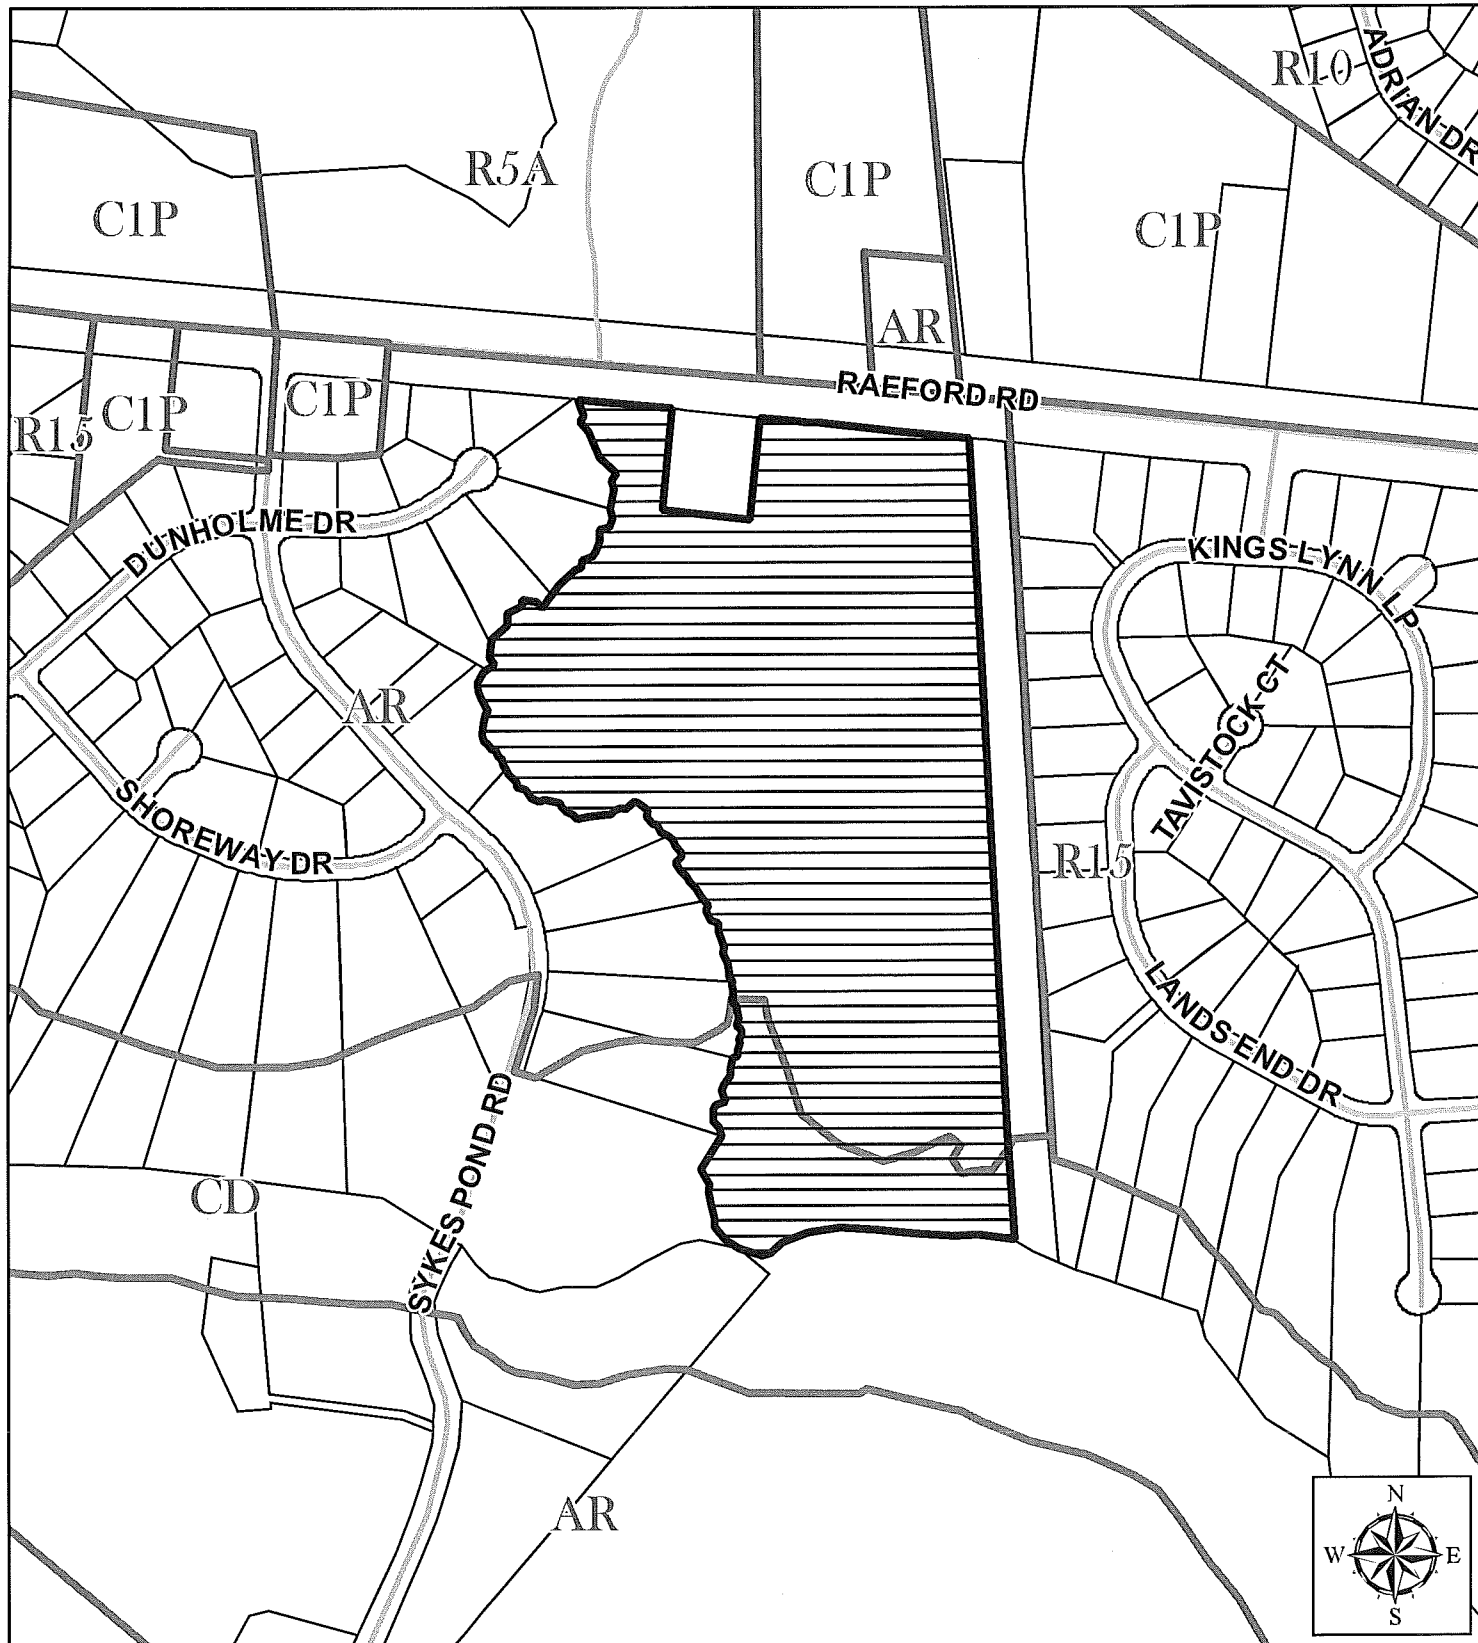 R10
ADRIAN DR
R5A
C1P
C1P
C1P
AR
RAEFORD RD
C1P
C1P
R15
DUNHOLME DR
KINGS LYNN LP
TAVISTOCK CT
AR
SHOREWAY DR
R15
LANDS END DR
SYKES POND RD
CD
AR
N
W E
S